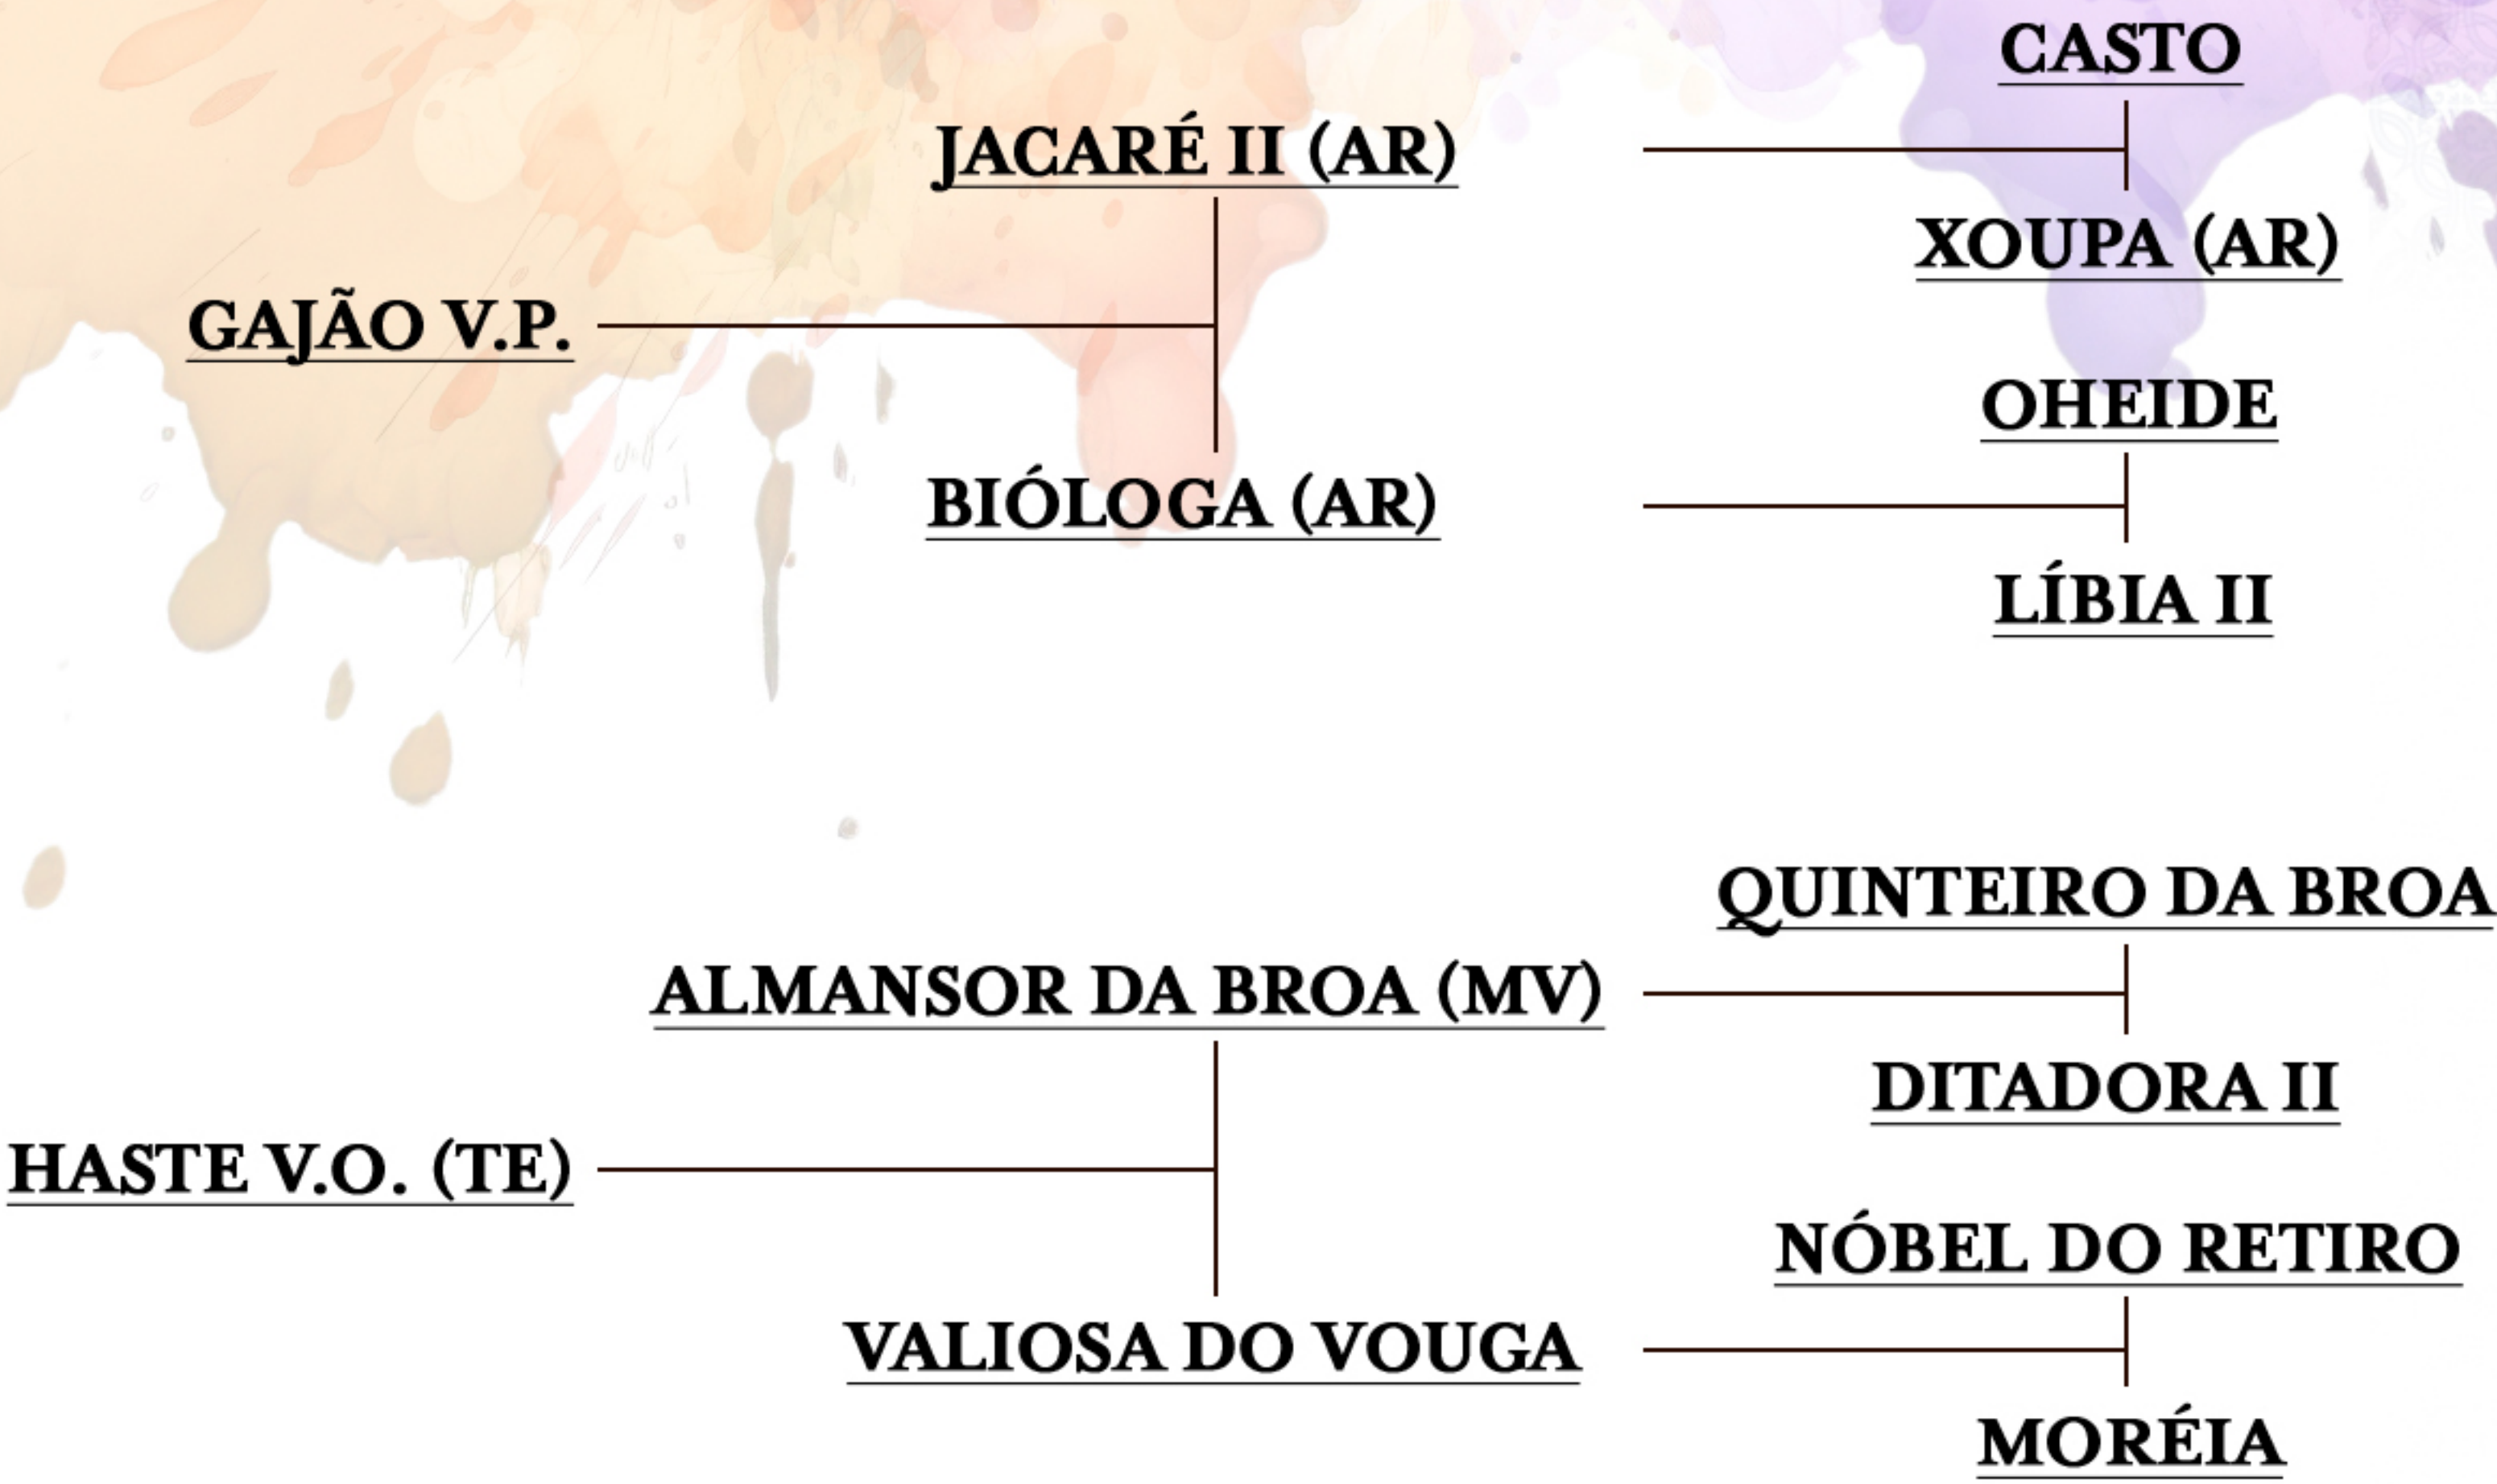 CASTO
JACARÉ II (AR)
XOUPA (AR)
GAJÃO V.P.
OHEIDE
BIÓLOGA (AR)
LÍBIA II
QUINTEIRO DA BROA
ALMANSOR DA BROA (MV)
DITADORA II
HASTE V.O. (TE)
NÓBEL DO RETIRO
VALIOSA DO VOUGA
MORÉIA